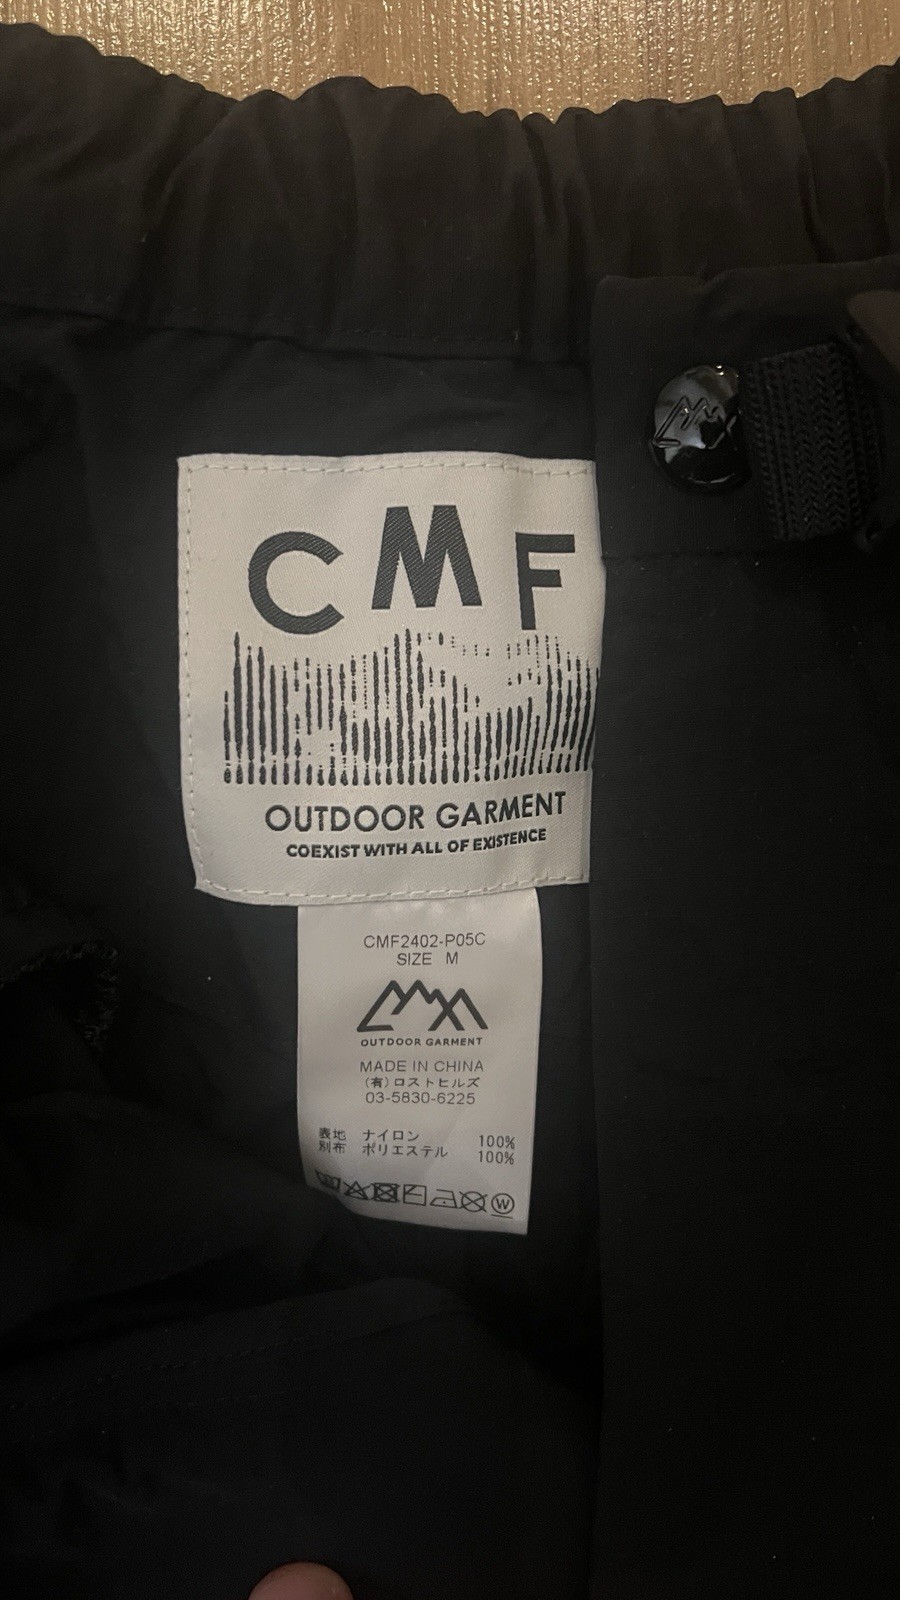 CMF
OUTDOOR GARMENT
COEXIST WITH ALL OF EXISTENCE
CMF2402-P05C
SIZE M
OUTDOOR GARMENT
MADE IN CHINA
(有)ロストヒルズ
03-5830-6225
表地 ナイロン 100%
別布 ポリエステル 100%
W